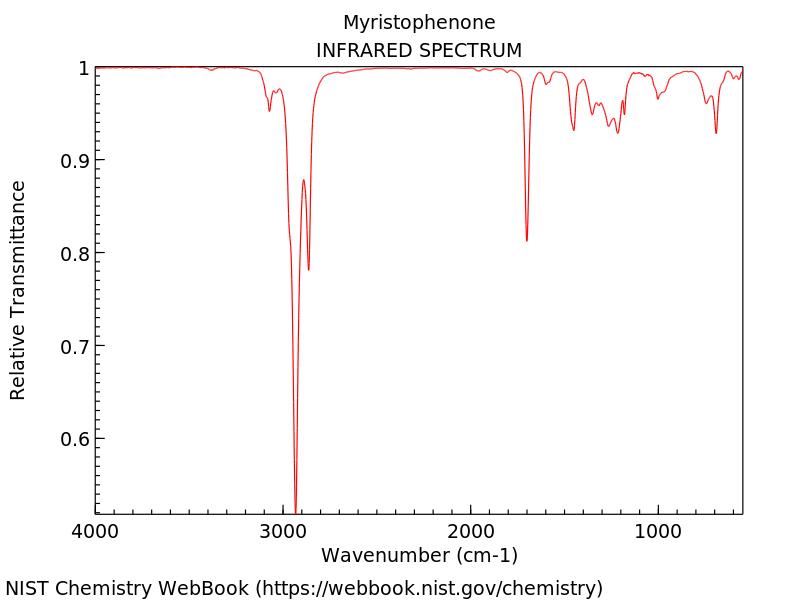 Myristophenone
INFRARED SPECTRUM
1
0.9
0.8
0.7
0.6
Relative Transmittance
4000 3000 2000 1000
Wavenumber (cm-1)
NIST Chemistry WebBook (https://webbook.nist.gov/chemistry)